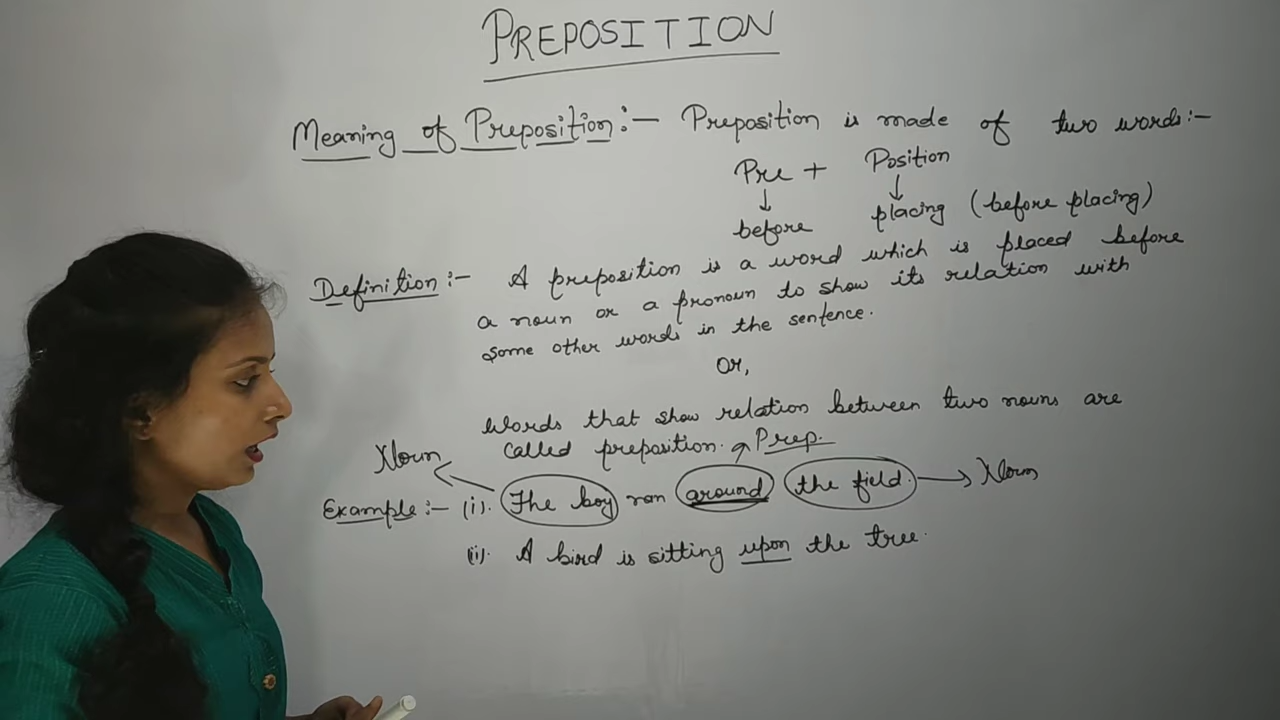 PREPOSITION
Meaning of Preposition:- Preposition is made of two words:-
Pre + Position
↓ ↓
before placing (before placing)
Definition:- A preposition is a word which is placed before
a noun or a pronoun to show its relation with
some other words in the sentence.
Or,
Words that show relation between two nouns are
called preposition. → Prep.
Noun
Example:- (i). The boy ran around the field. → Noun
(ii). A bird is sitting upon the tree.